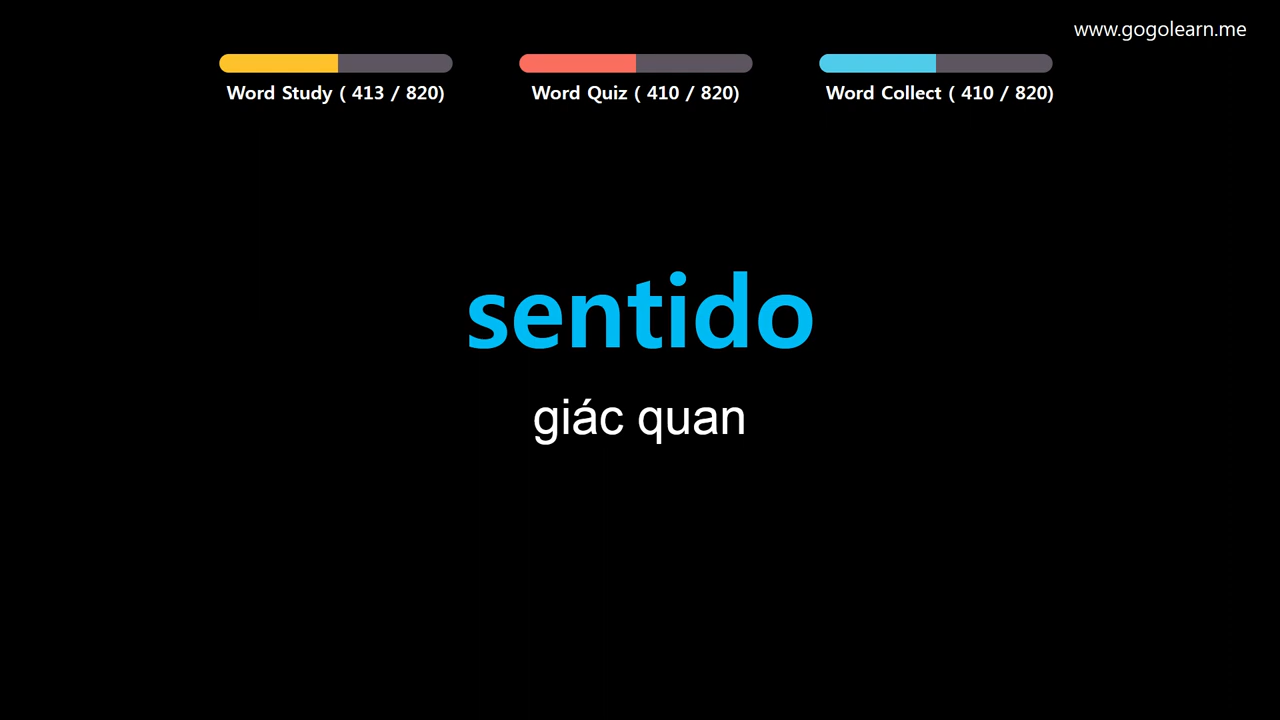 www.gogolearn.me
Word Study ( 413 / 820)
Word Quiz ( 410 / 820)
Word Collect ( 410 / 820)
sentido
giác quan